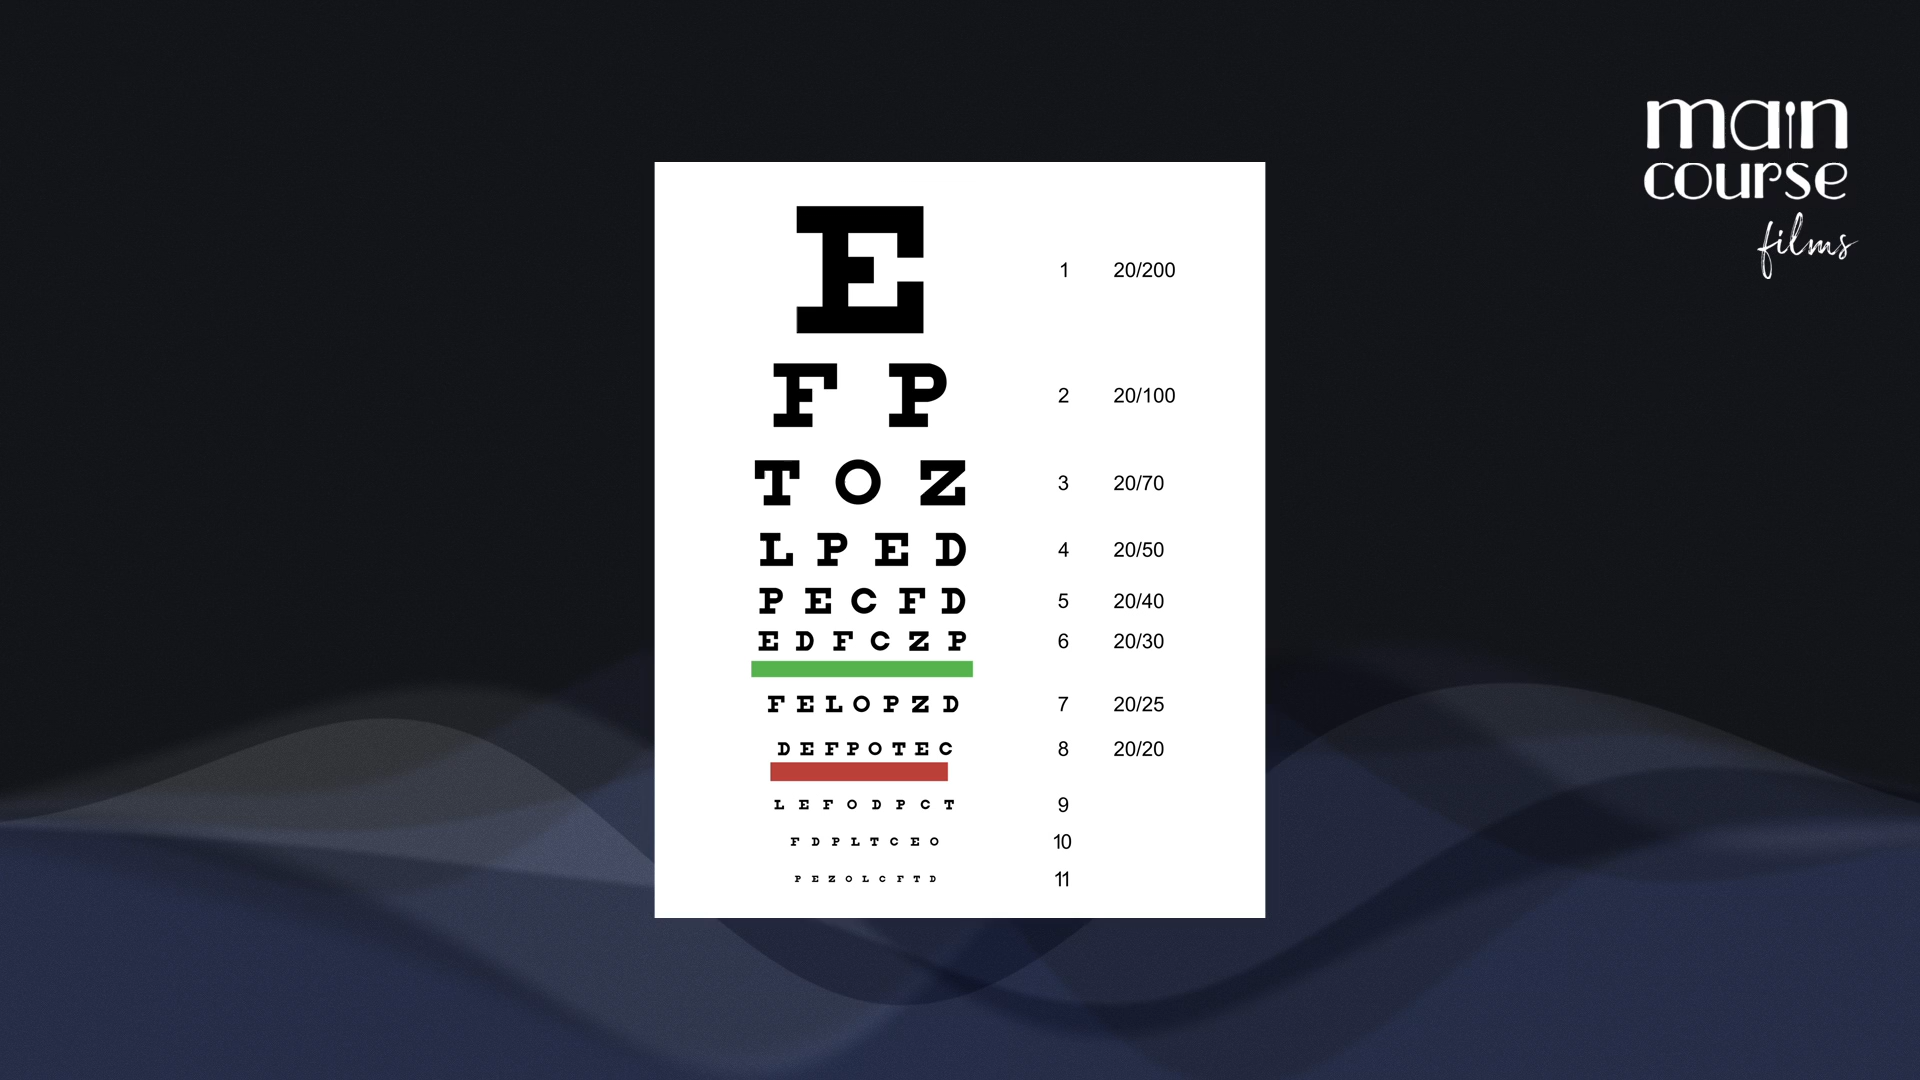 E 1 20/200
F P 2 20/100
T O Z 3 20/70
L P E D 4 20/50
P E C F D 5 20/40
E D F C Z P 6 20/30
F E L O P Z D 7 20/25
D E F P O T E C 8 20/20
L E F O D P C T 9
F D P L T C E O 10
P E Z O L C F T D 11
main
course
films